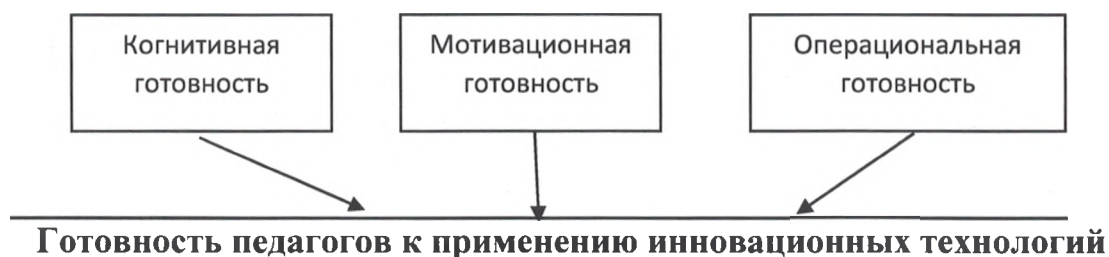 Когнитивная
готовность
Мотивационная
готовность
Операциональная
готовность
Готовность педагогов к применению инновационных технологий